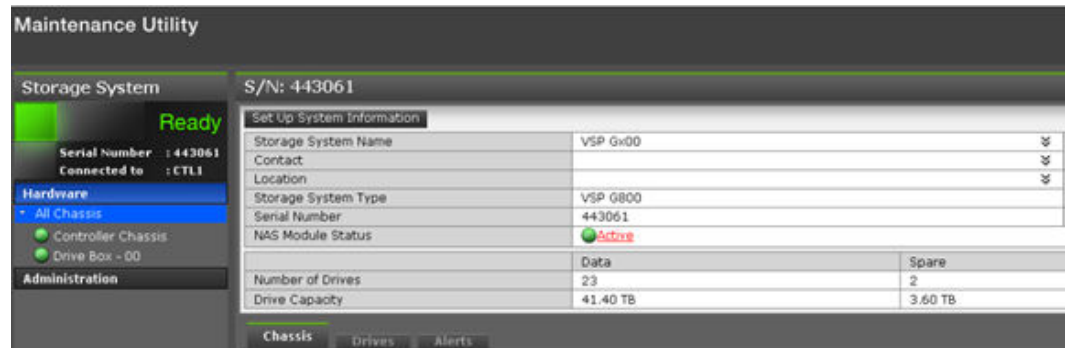 Maintenance Utility
Storage System
Ready
Serial Number : 443061
Connected to : CTL1
Hardware
All Chassis
Controller Chassis
Drive Box - 00
Administration
S/N: 443061
Set Up System Information
Storage System Name VSP Gx00
Contact
Location
Storage System Type VSP G800
Serial Number 443061
NAS Module Status Active
Data Spare
Number of Drives 23 2
Drive Capacity 41.40 TB 3.60 TB
Chassis Drives Alerts